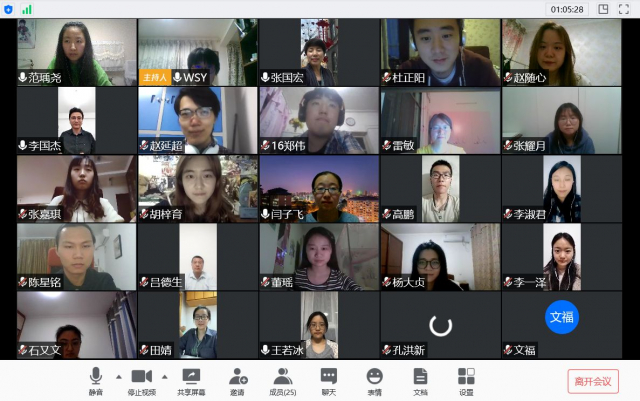 01:05:28
范瑀尧
主持人 WSY
张国宏
杜正阳
赵随心
李国杰
赵延超
16郑伟
雷敏
张耀月
张嘉琪
胡梓育
闫子飞
高鹏
李淑君
陈星铭
吕德生
董瑶
杨大贞
李一泽
石又文
田婧
王若冰
孔洪新
文福
文福
静音
停止视频
共享屏幕
邀请
成员(25)
聊天
表情
文档
设置
离开会议